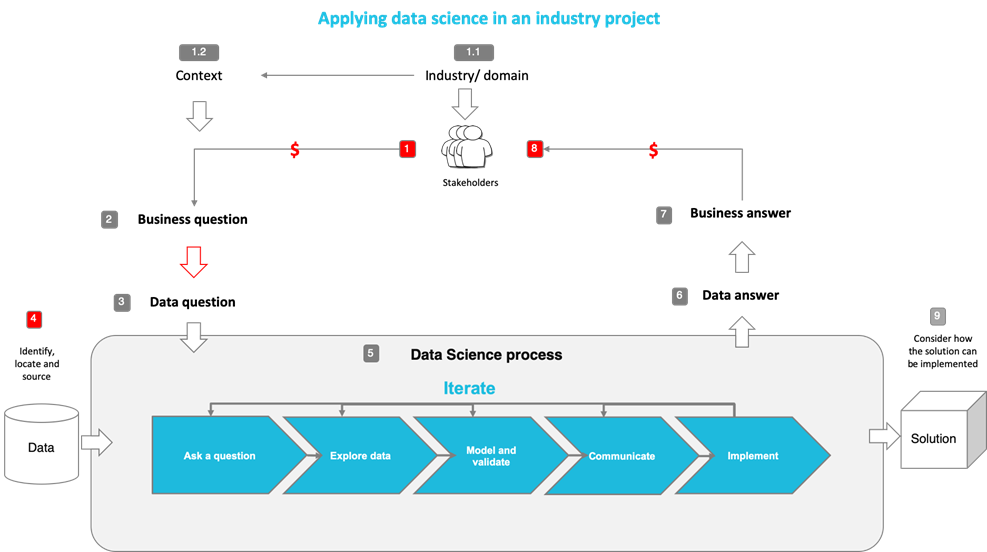 Applying data science in an industry project
1.2
1.1
Context
Industry/ domain
$
1
8
$
Stakeholders
2
Business question
7
Business answer
3
Data question
6
Data answer
4
Identify,
locate and
source
9
Consider how
the solution can
be implemented
5
Data Science process
Iterate
Data
Ask a question
Explore data
Model and
validate
Communicate
Implement
Solution